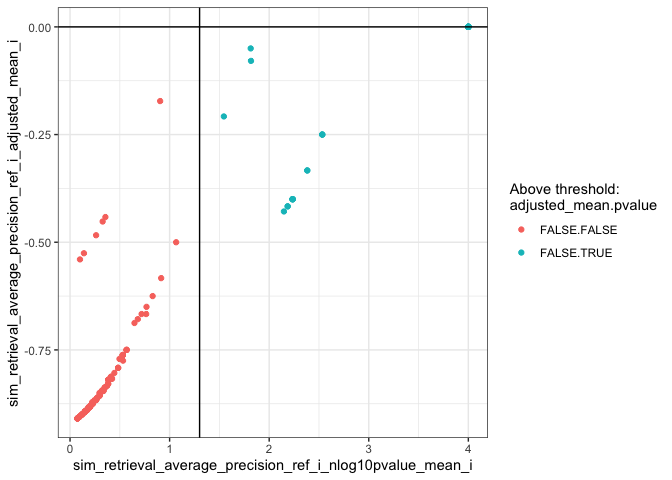 sim_retrieval_average_precision_ref_i_adjusted_mean_i
0.00
-0.25
-0.50
-0.75
0
1
2
3
4
sim_retrieval_average_precision_ref_i_nlog10pvalue_mean_i
Above threshold:
adjusted_mean.pvalue
FALSE.FALSE
FALSE.TRUE